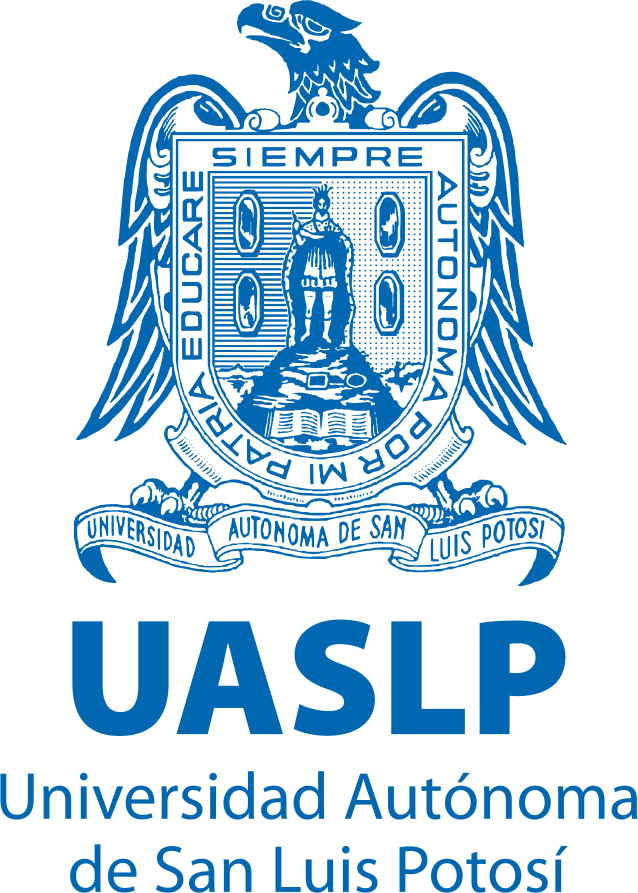 SIEMPRE
AUTONOMA POR MI PATRIA EDUCARE
UNIVERSIDAD AUTONOMA DE SAN LUIS POTOSI
UASLP
Universidad Autónoma
de San Luis Potosí